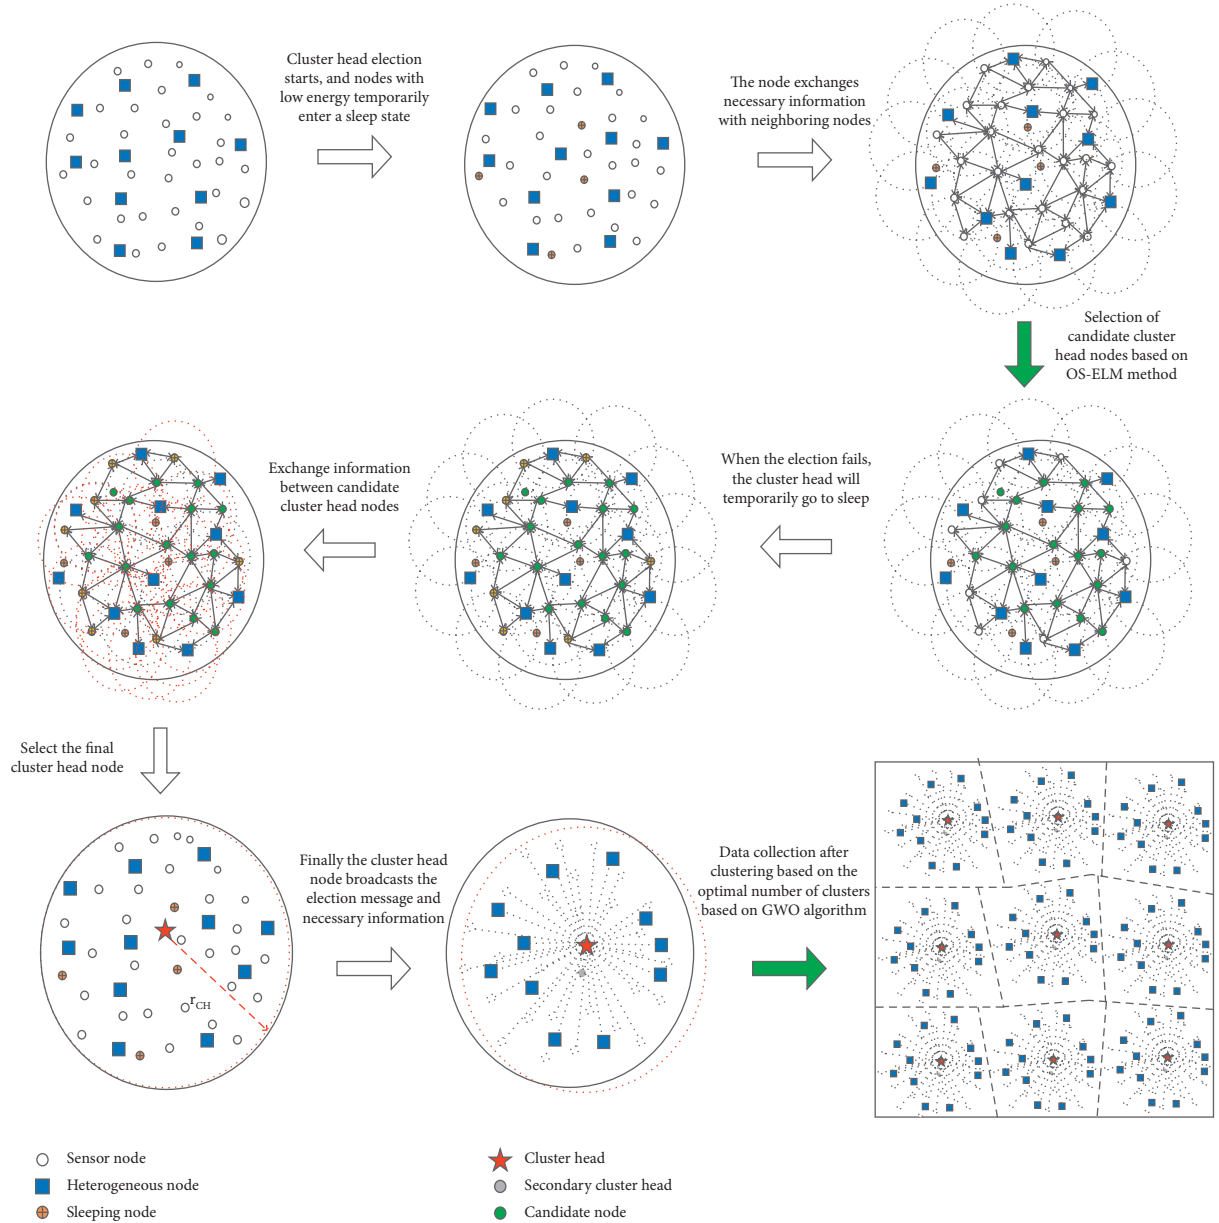 Cluster head election
starts, and nodes with
low energy temporarily
enter a sleep state
The node exchanges
necessary information
with neighboring nodes
Selection of
candidate cluster
head nodes based on
OS-ELM method
When the election fails,
the cluster head will
temporarily go to sleep
Exchange information
between candidate
cluster head nodes
Select the final
cluster head node
rCH
Finally the cluster head
node broadcasts the
election message and
necessary information
Data collection after
clustering based on the
optimal number of clusters
based on GWO algorithm
Sensor node
Heterogeneous node
Sleeping node
Cluster head
Secondary cluster head
Candidate node